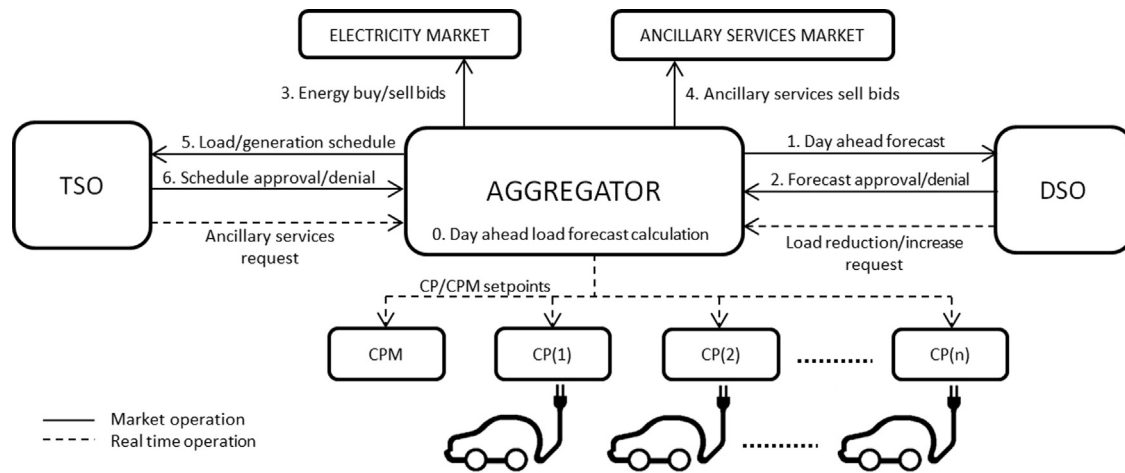 ELECTRICITY MARKET
ANCILLARY SERVICES MARKET
3. Energy buy/sell bids
4. Ancillary services sell bids
TSO
5. Load/generation schedule
6. Schedule approval/denial
Ancillary services
request
AGGREGATOR
0. Day ahead load forecast calculation
1. Day ahead forecast
2. Forecast approval/denial
Load reduction/increase
request
DSO
CP/CPM setpoints
CPM
CP(1)
CP(2)
CP(n)
Market operation
Real time operation